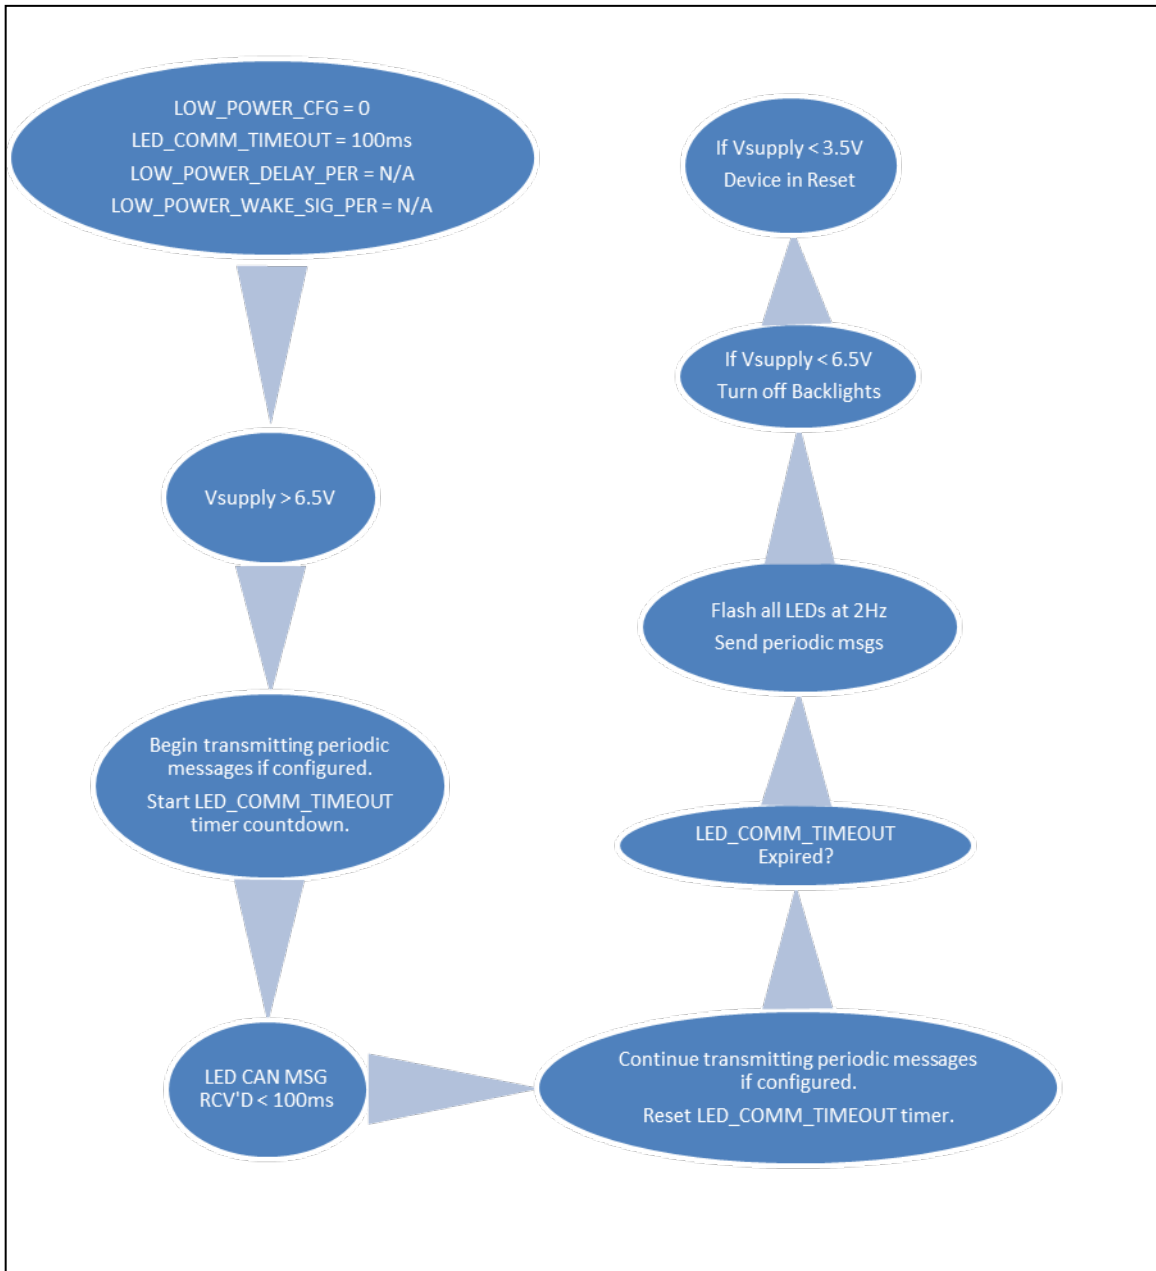 LOW_POWER_CFG = 0
LED_COMM_TIMEOUT = 100ms
LOW_POWER_DELAY_PER = N/A
LOW_POWER_WAKE_SIG_PER = N/A
Vsupply > 6.5V
Begin transmitting periodic
messages if configured.
Start LED_COMM_TIMEOUT
timer countdown.
LED CAN MSG
RCV'D < 100ms
Continue transmitting periodic messages
if configured.
Reset LED_COMM_TIMEOUT timer.
LED_COMM_TIMEOUT
Expired?
Flash all LEDs at 2Hz
Send periodic msgs
If Vsupply < 6.5V
Turn off Backlights
If Vsupply < 3.5V
Device in Reset